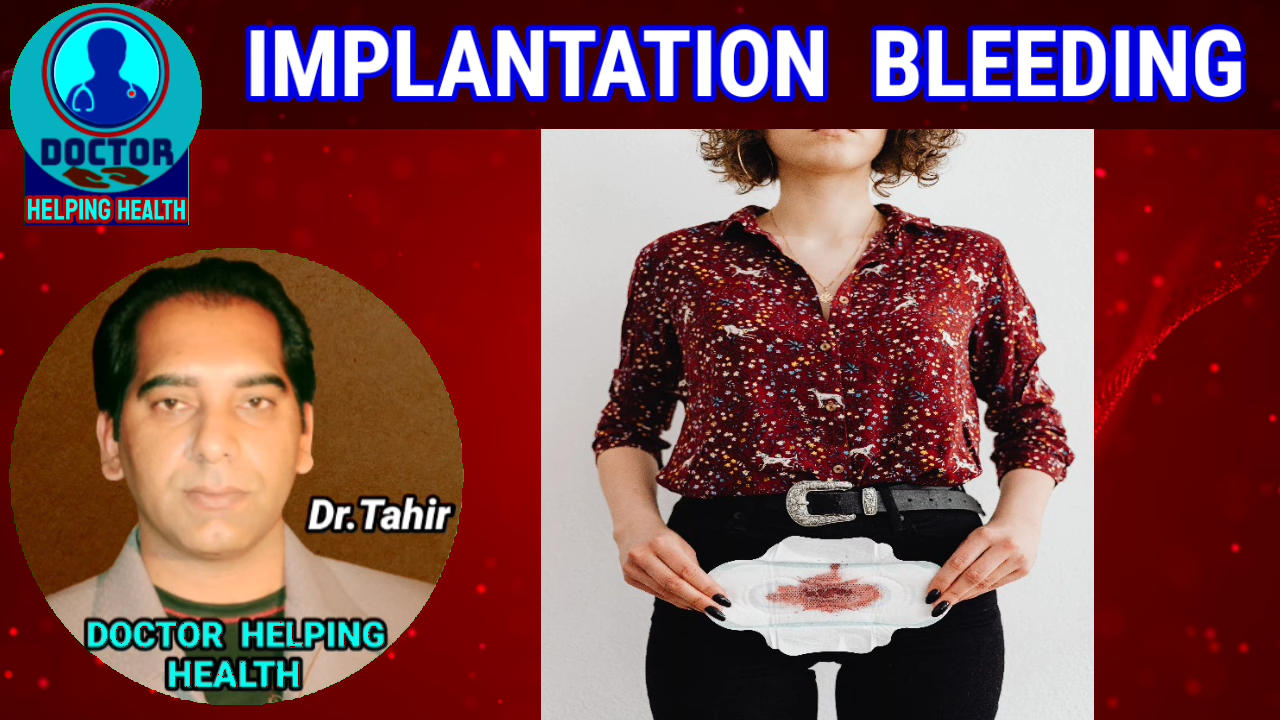 IMPLANTATION BLEEDING
DOCTOR
HELPING HEALTH
Dr.Tahir
DOCTOR HELPING
HEALTH